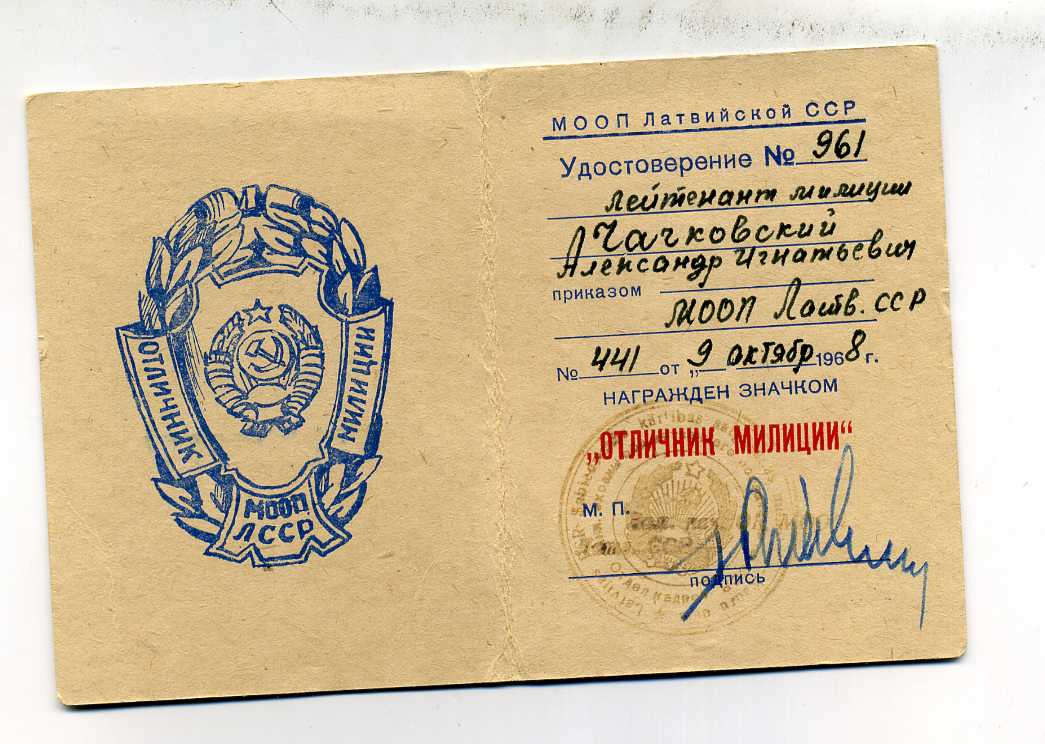 ОТЛИЧНИК
МИЛИЦИИ
МООП
ЛССР
МООП Латвийской ССР
Удостоверение № 961
лейтенант милиции
Чачковский
Александр Игнатьевич
приказом
МООП Латв. ССР
№ 441 от „9 октябр 1968 г.
НАГРАЖДЕН ЗНАЧКОМ
„ОТЛИЧНИК МИЛИЦИИ“
М. П.
ССР
подпись